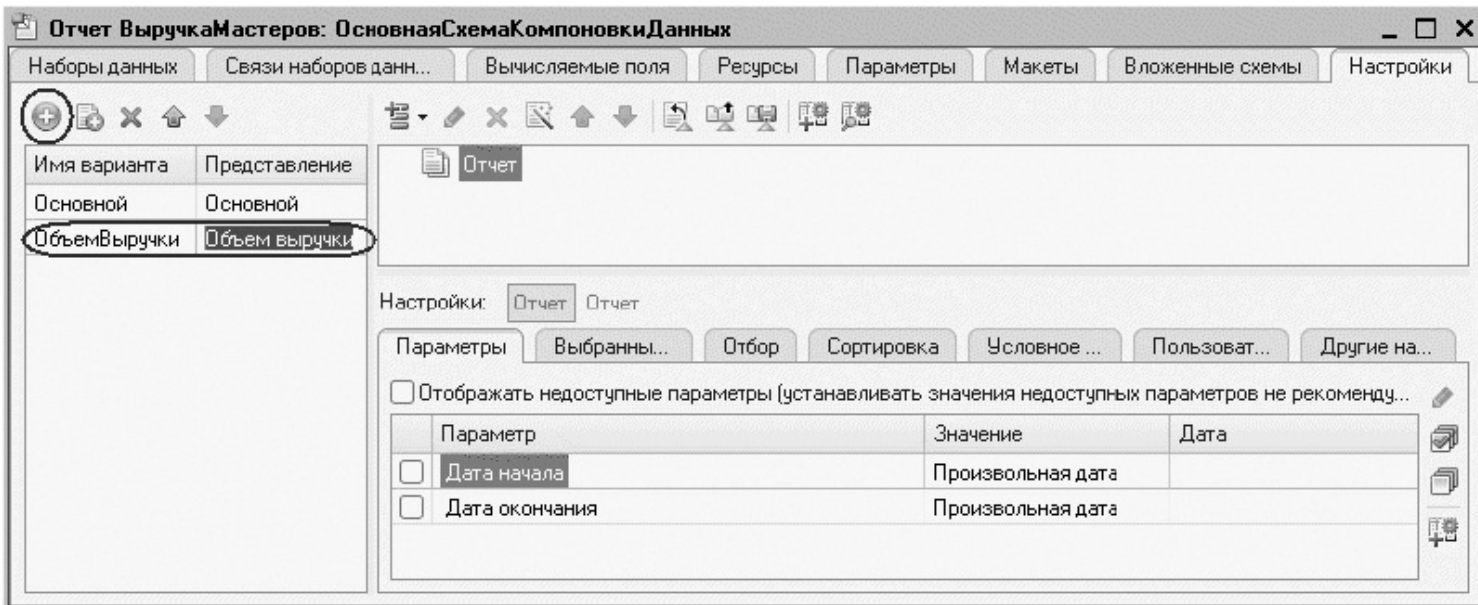 Отчет ВыручкаМастеров: ОсновнаяСхемаКомпоновкиДанных
Наборы данных Связи наборов данн... Вычисляемые поля Ресурсы Параметры Макеты Вложенные схемы Настройки
Имя варианта Представление
Отчет
Основной Основной
ОбъемВыручки Объем выручки
Настройки: Отчет Отчет
Параметры Выбранны... Отбор Сортировка Условное ... Пользоват... Другие на...
Отображать недоступные параметры (устанавливать значения недоступных параметров не рекоменду...
Параметр Значение Дата
Дата начала Произвольная дата
Дата окончания Произвольная дата